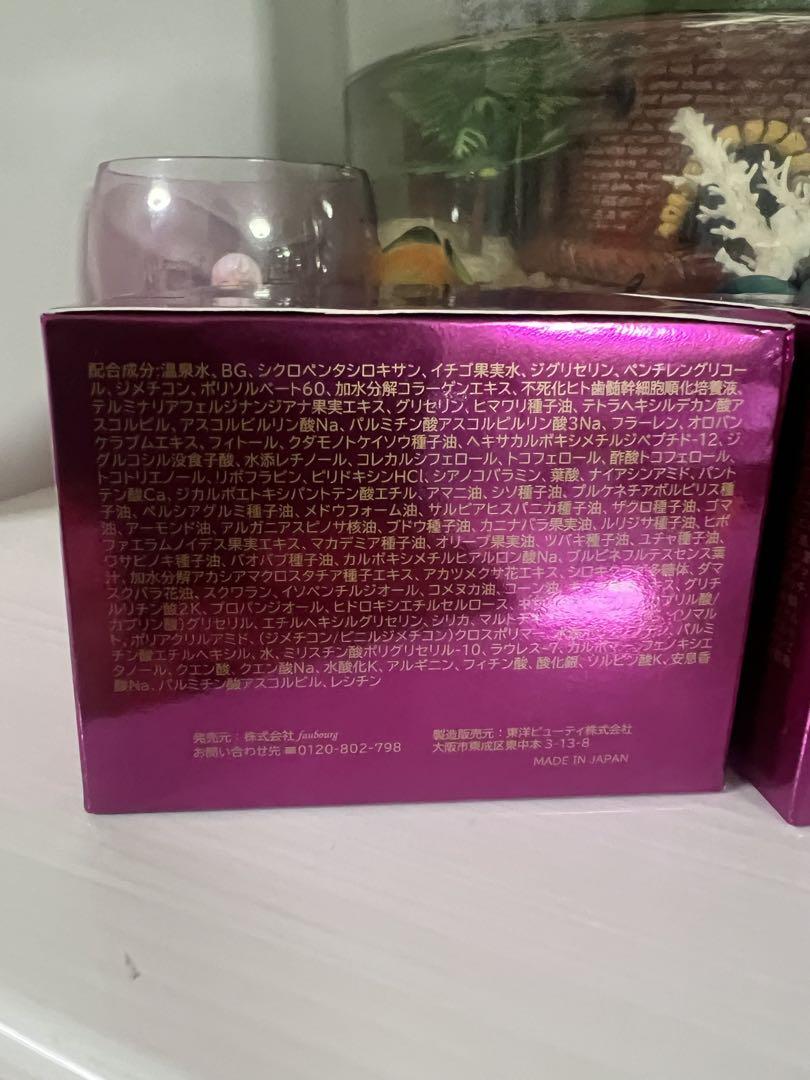 配合成分:温泉水、BG、シクロペンタシロキサン、イチゴ果実水、ジグリセリン、ペンチレングリコー
ル、ジメチコン、ポリソルベート60、加水分解コラーゲンエキス、不死化ヒト歯髄幹細胞順化培養液、
テルミナリアフェルジナンジアナ果実エキス、グリセリン、ヒマワリ種子油、テトラヘキシルデカン酸ア
スコルビル、アスコルビルリン酸Na、パルミチン酸アスコルビルリン酸3Na、フラーレン、オロバン
ケラプムエキス、フィトール、クダモノトケイソウ種子油、ヘキサカルボキシメチルジペプチド-12、ジ
グルコシル没食子酸、水添レチノール、コレカルシフェロール、トコフェロール、酢酸トコフェロール、
トコトリエノール、リボフラビン、ピリドキシンHCl、シアノコバラミン、葉酸、ナイアシンアミド、パント
テン酸Ca、ジカルボエトキシパントテン酸エチル、アマニ油、シソ種子油、プルケネチアボルビリス種
子油、ペルシアグルミ種子油、メドウフォーム油、サルビアヒスパニカ種子油、ザクロ種子油、ゴマ
油、アーモンド油、アルガニアスピノサ核油、ブドウ種子油、カニナバラ果実油、ルリジサ種子油、ヒポ
ファエラムノイデス果実エキス、マカデミア種子油、オリーブ果実油、ツバキ種子油、ユチャ種子油、
ワサビノキ種子油、バオバブ種子油、カルボキシメチルヒアルロン酸Na、ブルビネフルテスセンス葉
汁、加水分解アカシアマクロスタチア種子エキス、アカツメクサ花エキス、シロキクラゲ多糖体、ダマ
スクバラ花油、スクワラン、イソペンチルジオール、コメヌカ油、コーン油、 グリチ
ルリチン酸2K、プロパンジオール、ヒドロキシエチルセルロース、 (カプリル酸/
カプリン酸)グリセリル、エチルヘキシルグリセリン、シリカ、マルトデ イソマル
ト、ポリアクリルアミド、(ジメチコン/ビニルジメチコン)クロスポリマー、 パルミ
チン酸エチルヘキシル、水、ミリスチン酸ポリグリセリル-10、ラウレス-7、カルボマー、フェノキシエ
タノール、クエン酸、クエン酸Na、水酸化K、アルギニン、フィチン酸、酸化銀、ソルビン酸K、安息香
酸Na、パルミチン酸アスコルビル、レシチン
発売元:株式会社 faubourg
お問い合わせ先 0120-802-798
製造販売元:東洋ビューティ株式会社
大阪市東成区東中本3-13-8
MADE IN JAPAN